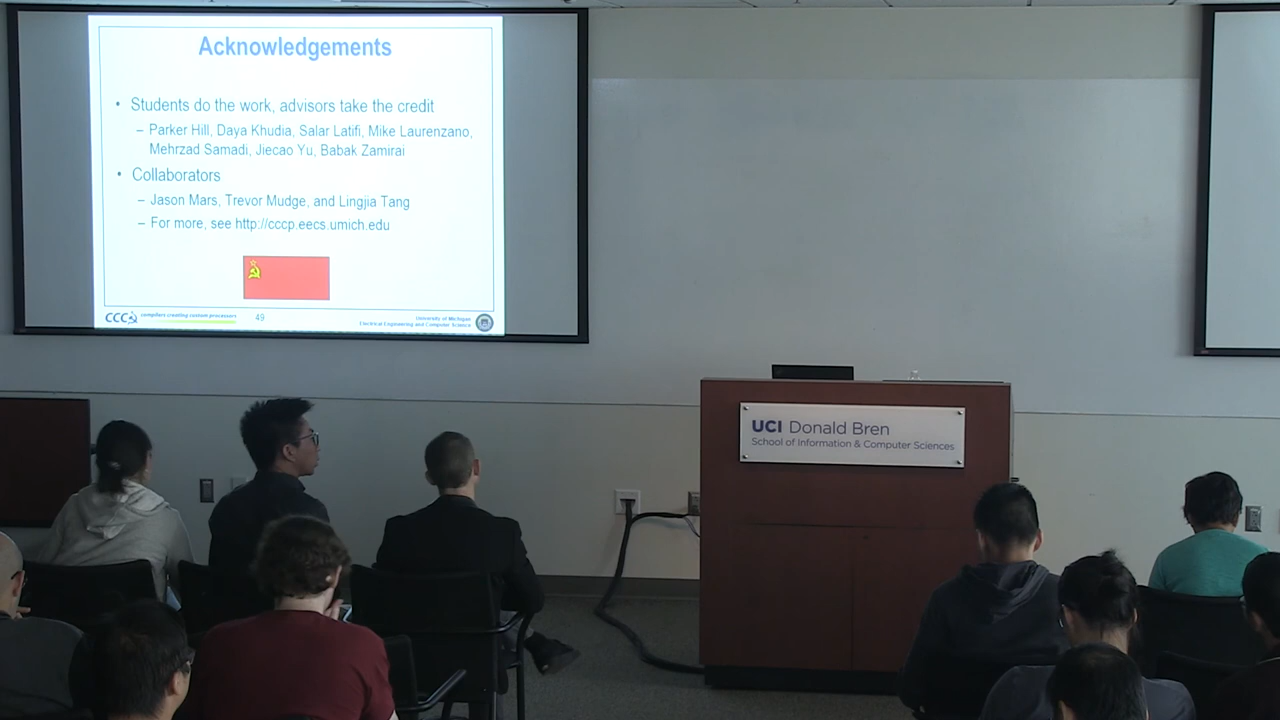 Acknowledgements
• Students do the work, advisors take the credit
– Parker Hill, Daya Khudia, Salar Latifi, Mike Laurenzano,
Mehrzad Samadi, Jiecao Yu, Babak Zamirai
• Collaborators
– Jason Mars, Trevor Mudge, and Lingjia Tang
– For more, see http://cccp.eecs.umich.edu
CCC
compilers creating custom processors
49
University of Michigan
Electrical Engineering and Computer Science
UCI Donald Bren
School of Information & Computer Sciences